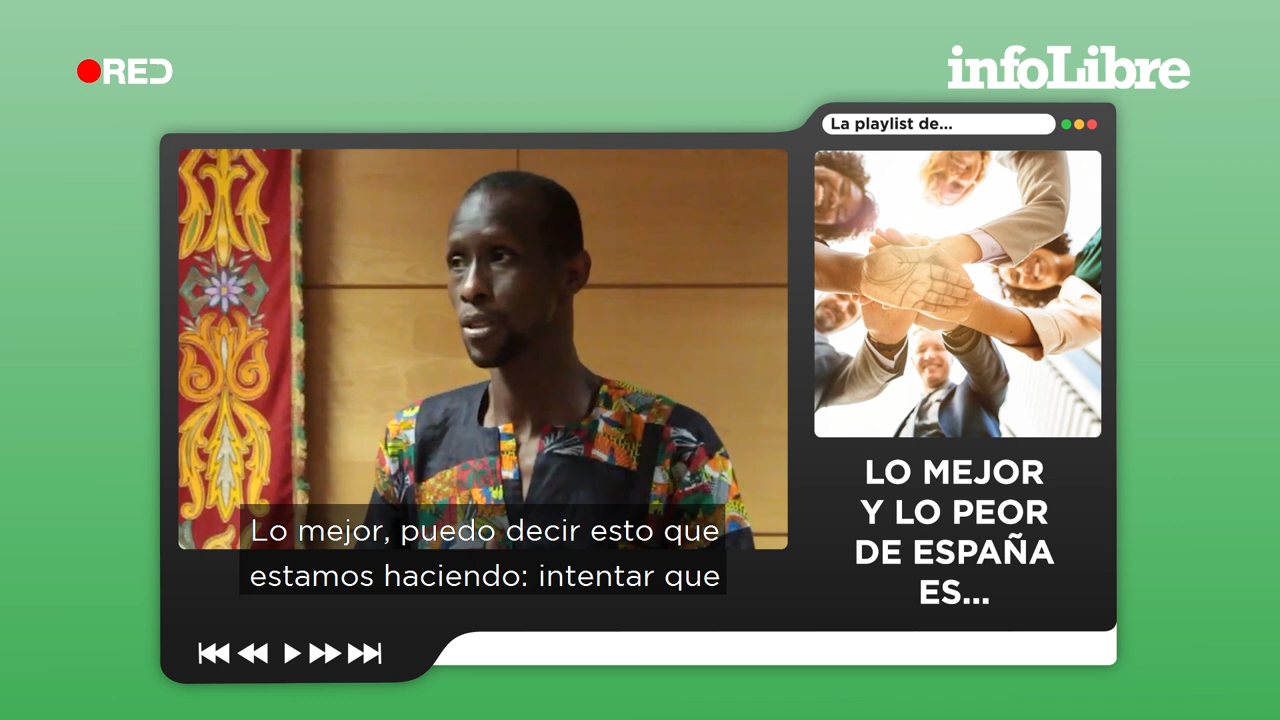 RED
infoLibre
La playlist de...
Lo mejor, puedo decir esto que
estamos haciendo: intentar que
LO MEJOR
Y LO PEOR
DE ESPAÑA
ES...